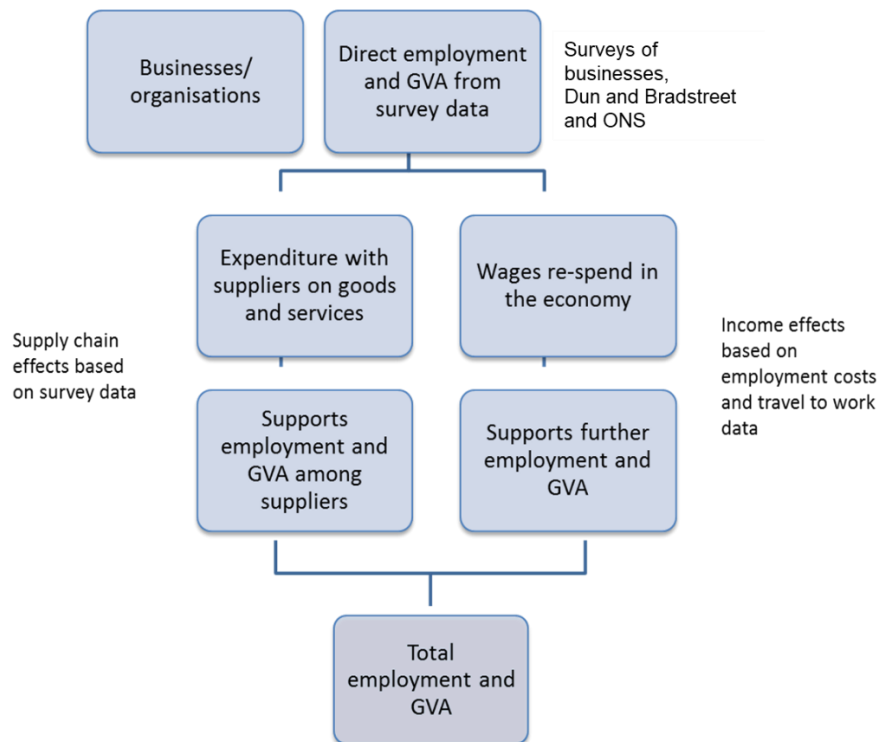 Businesses/
organisations
Direct employment
and GVA from
survey data
Surveys of
businesses,
Dun and Bradstreet
and ONS
Expenditure with
suppliers on goods
and services
Wages re-spend in
the economy
Supply chain
effects based
on survey data
Income effects
based on
employment costs
and travel to work
data
Supports
employment and
GVA among
suppliers
Supports further
employment and
GVA
Total
employment and
GVA